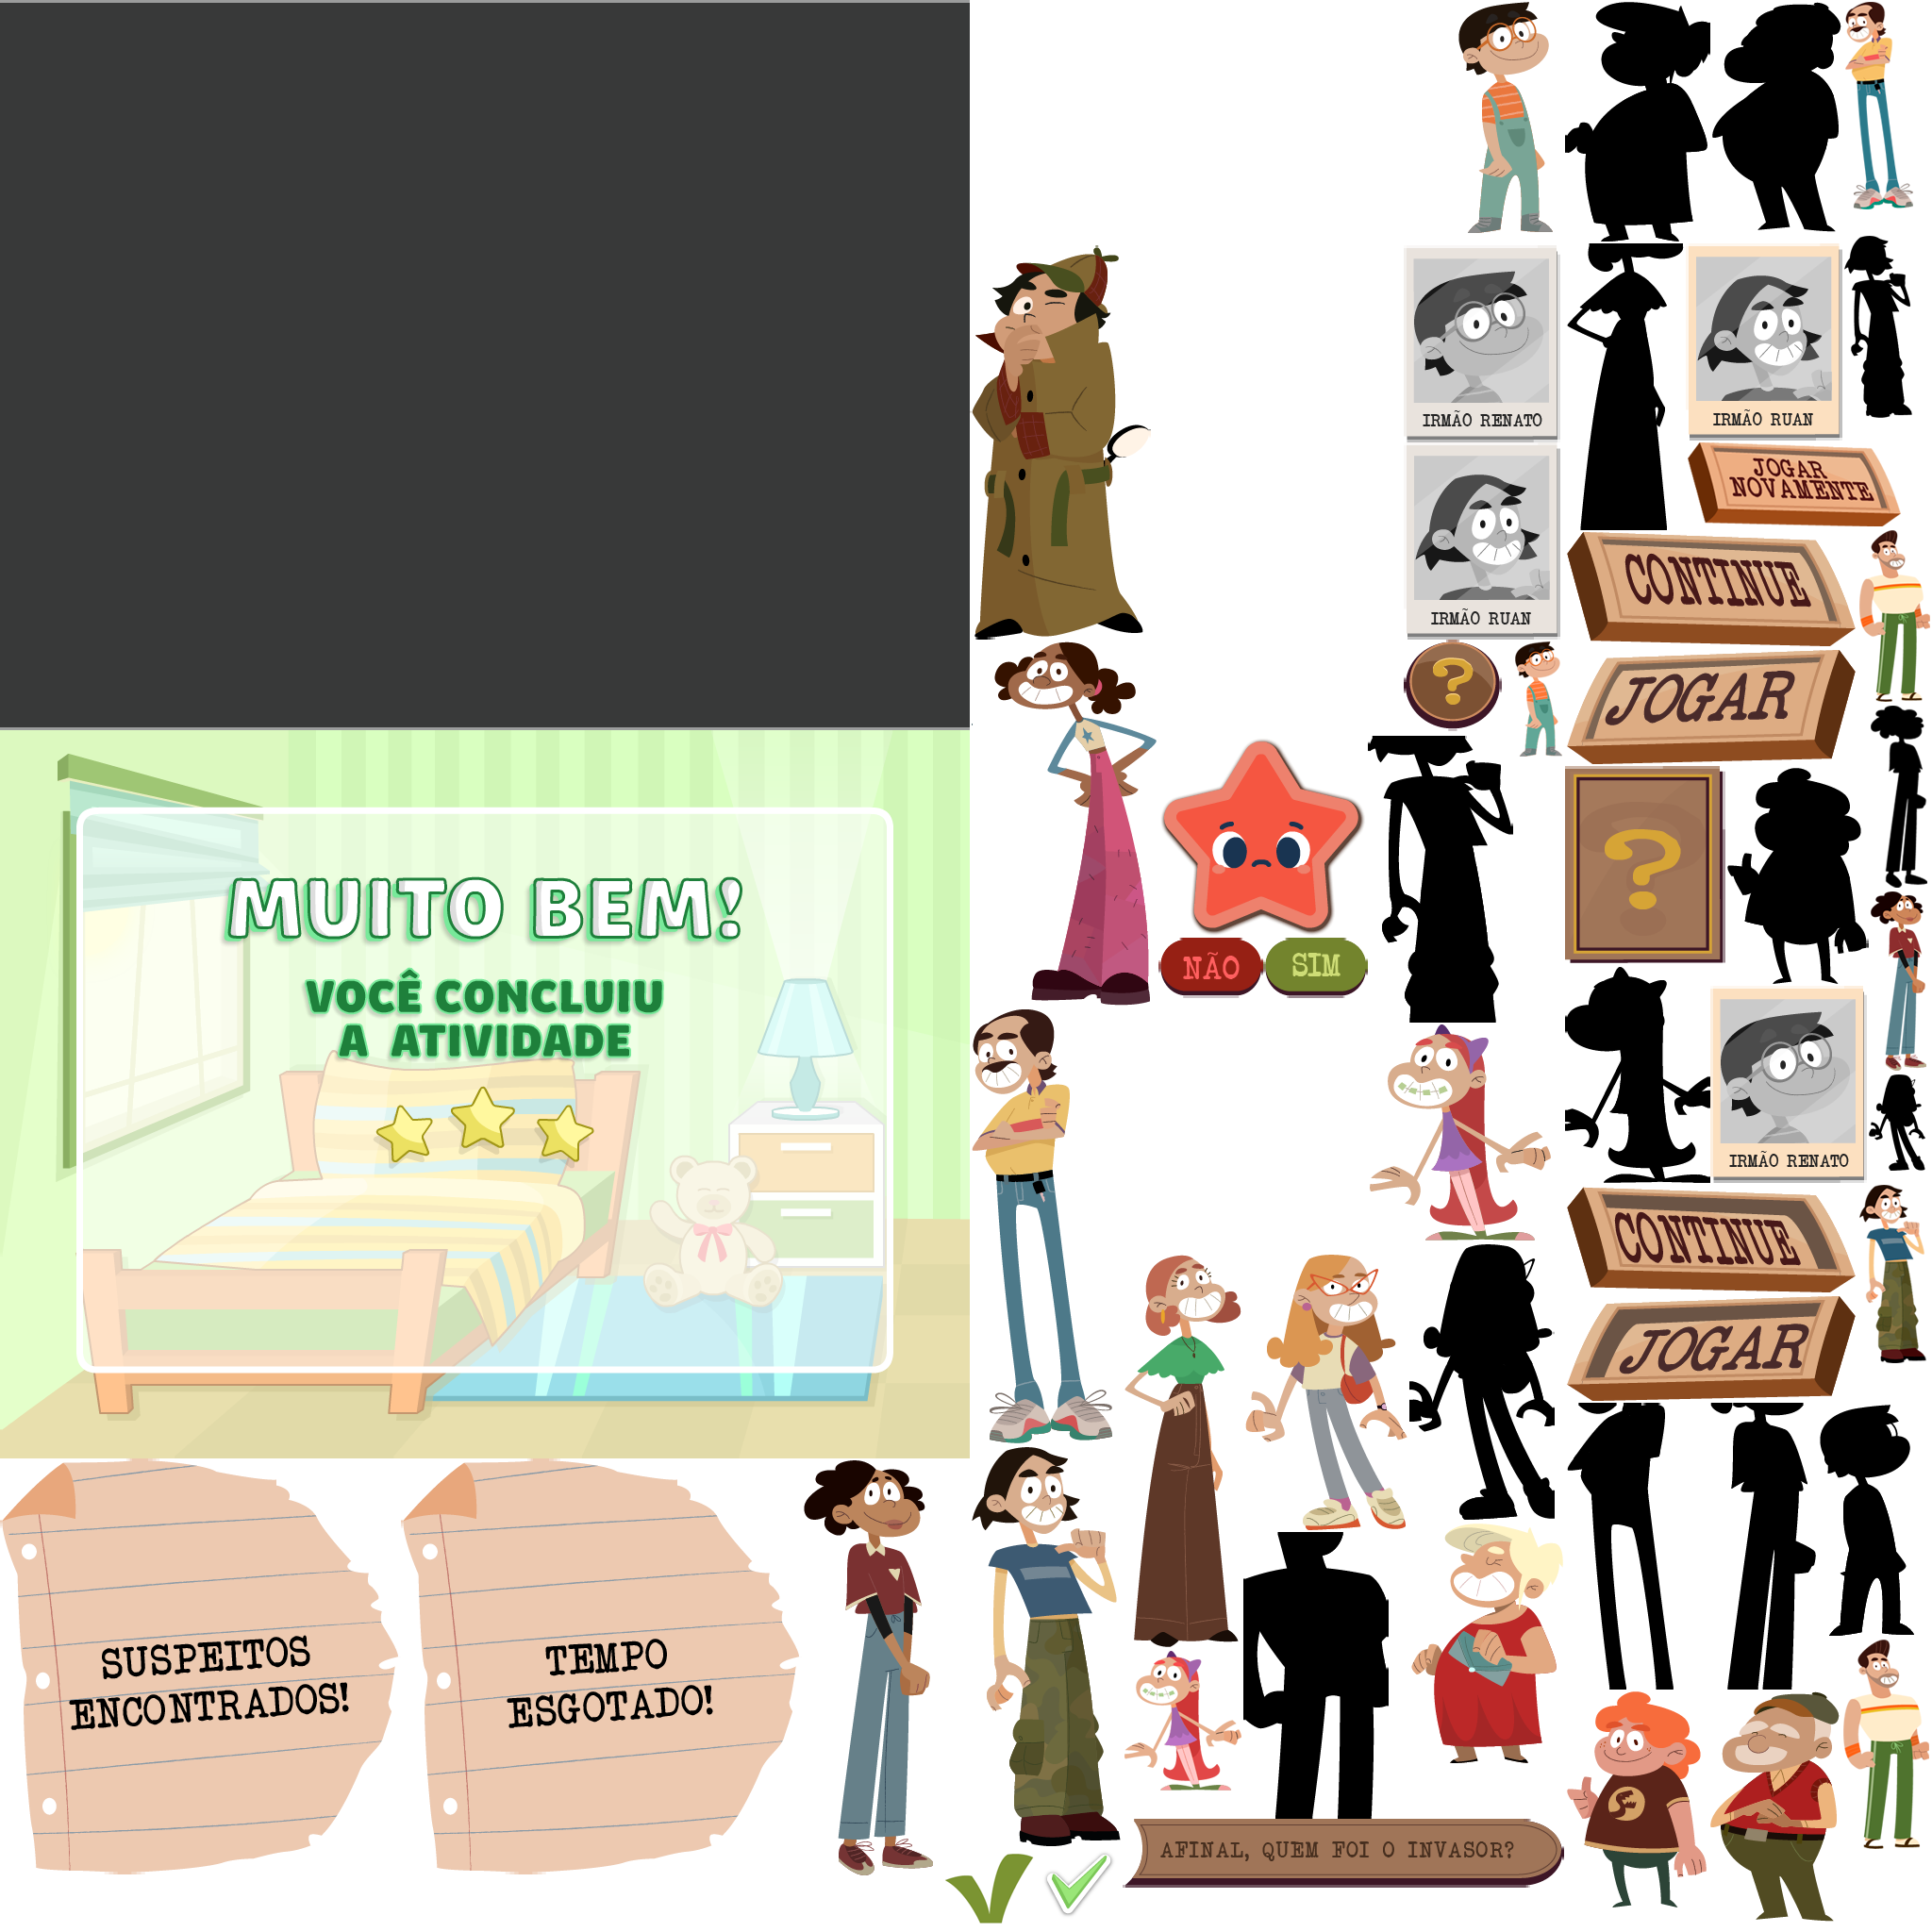 IRMÃO RENATO
IRMÃO RUAN
JOGAR
NOVAMENTE
IRMÃO RUAN
CONTINUE
?
JOGAR
?
MUITO BEM!
VOCÊ CONCLUIU
A ATIVIDADE
NÃO
SIM
IRMÃO RENATO
CONTINUE
JOGAR
SUSPEITOS
ENCONTRADOS!
TEMPO
ESGOTADO!
AFINAL, QUEM FOI O INVASOR?